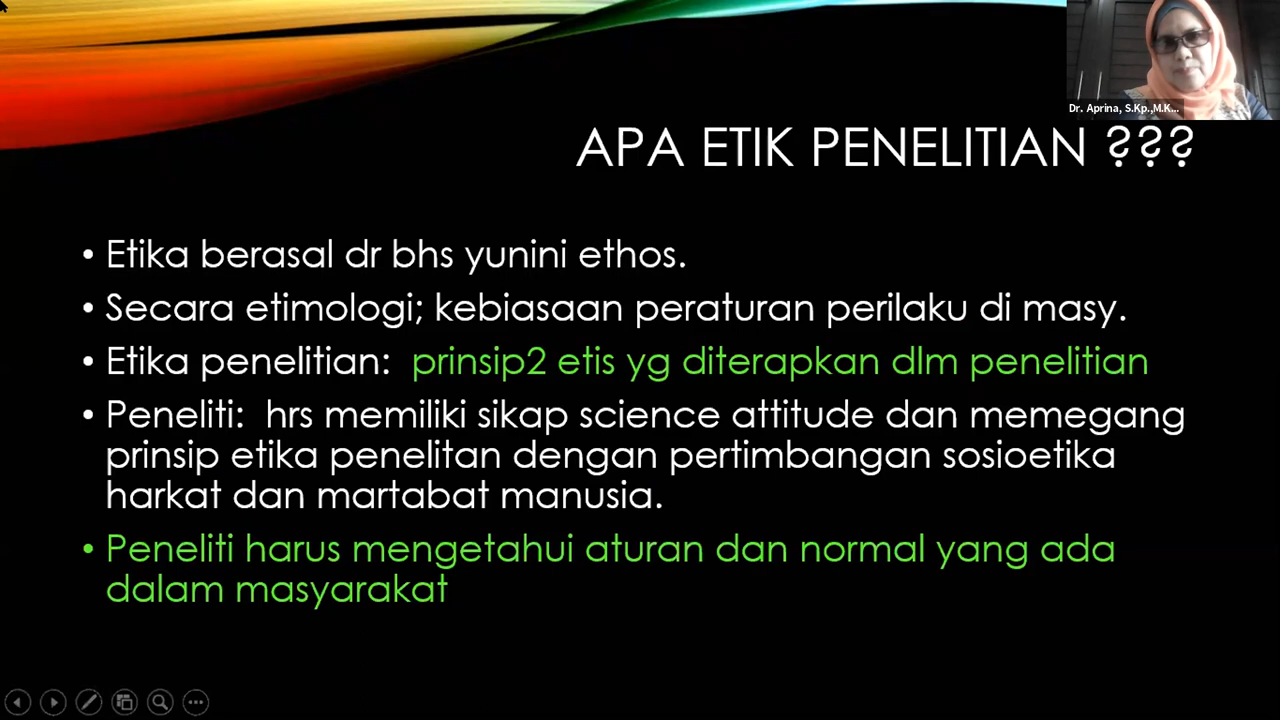 Dr. Aprina, S.Kp.,M.K...
APA ETIK PENELITIAN ???
• Etika berasal dr bhs yunini ethos.
• Secara etimologi; kebiasaan peraturan perilaku di masy.
• Etika penelitian: prinsip2 etis yg diterapkan dlm penelitian
• Peneliti: hrs memiliki sikap science attitude dan memegang
prinsip etika penelitan dengan pertimbangan sosioetika
harkat dan martabat manusia.
• Peneliti harus mengetahui aturan dan normal yang ada
dalam masyarakat